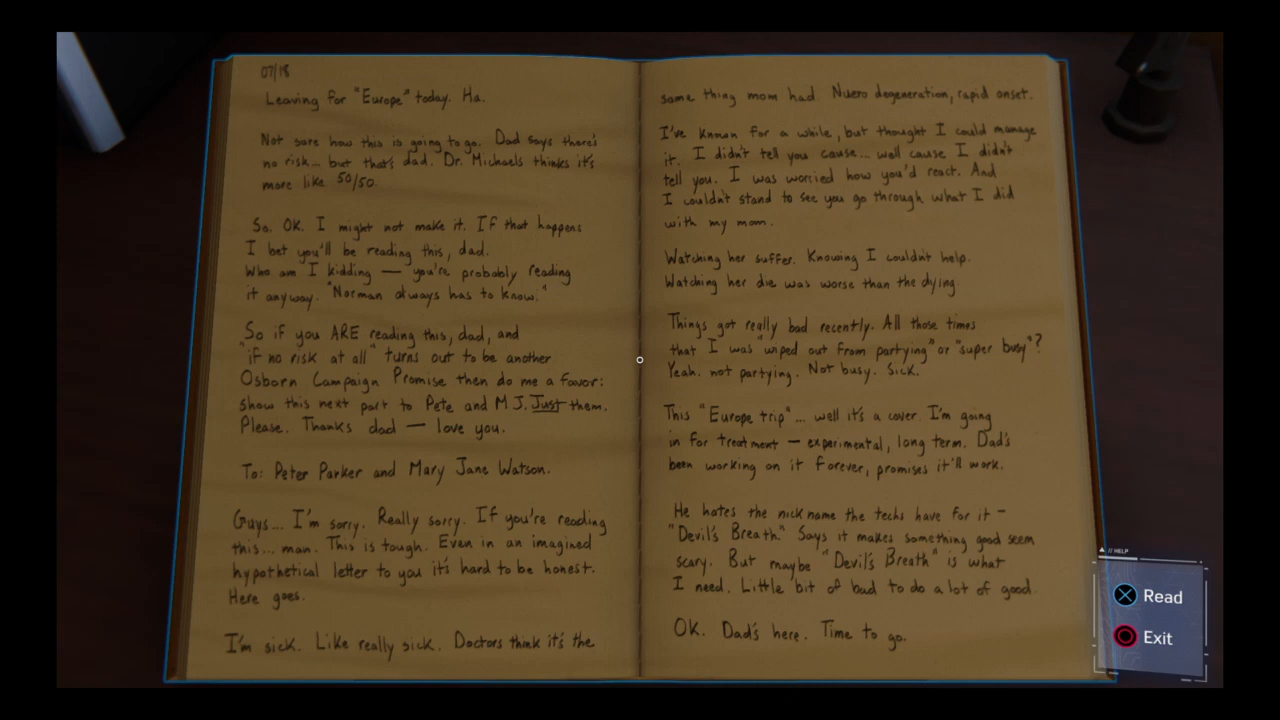 07/18
Leaving for "Europe" today. Ha.
Not sure how this is going to go. Dad says there's
no risk... but that's dad. Dr. Michaels thinks it's
more like 50/50.
So. OK. I might not make it. If that happens
I bet you'll be reading this, dad.
Who am I kidding — you're probably reading
it anyway. "Norman always has to know."
So if you ARE reading this, dad, and
"if no risk at all" turns out to be another
Osborn Campaign Promise then do me a favor:
show this next part to Pete and MJ. Just them.
Please. Thanks dad — love you.
To: Peter Parker and Mary Jane Watson.
Guys... I'm sorry. Really sorry. If you're reading
this... man. This is tough. Even in an imagined
hypothetical letter to you it's hard to be honest.
Here goes.
I'm sick. Like really sick. Doctors think it's the
same thing mom had. Nuero degeneration, rapid onset.
I've known for a while, but thought I could manage
it. I didn't tell you cause... well cause I didn't
tell you. I was worried how you'd react. And
I couldn't stand to see you go through what I did
with my mom.
Watching her suffer. Knowing I couldn't help.
Watching her die was worse than the dying
Things got really bad recently. All those times
that I was "wiped out from partying" or "super busy"?
Yeah. not partying. Not busy. Sick.
This "Europe trip"... well it's a cover. I'm going
in for treatment — experimental, long term. Dad's
been working on it forever, promises it'll work.
He hates the nickname the techs have for it -
"Devil's Breath." Says it makes something good seem
scary. But maybe "Devil's Breath" is what
I need. Little bit of bad to do a lot of good.
OK. Dad's here. Time to go.
// HELP
Read
Exit